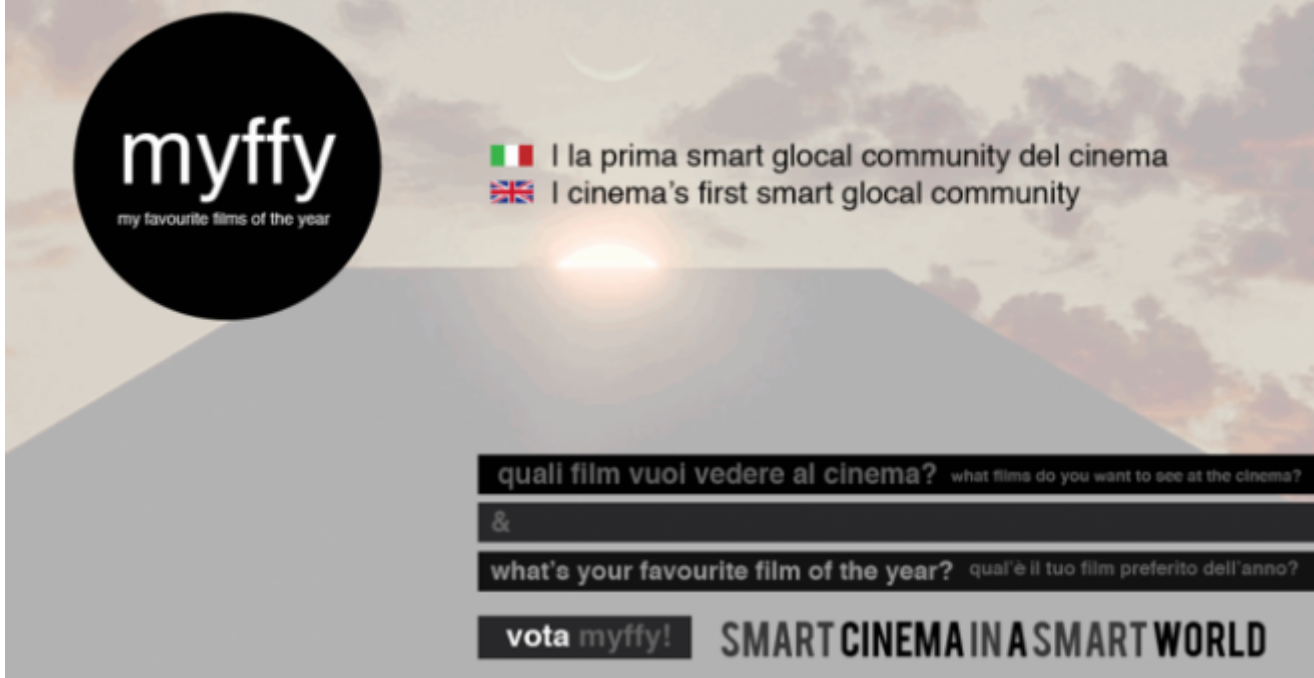 myffy
my favourite films of the year
| la prima smart glocal community del cinema
| cinema's first smart glocal community
quali film vuoi vedere al cinema? what films do you want to see at the cinema?
&
what's your favourite film of the year? qual'è il tuo film preferito dell'anno?
vota myffy! SMART CINEMA IN A SMART WORLD